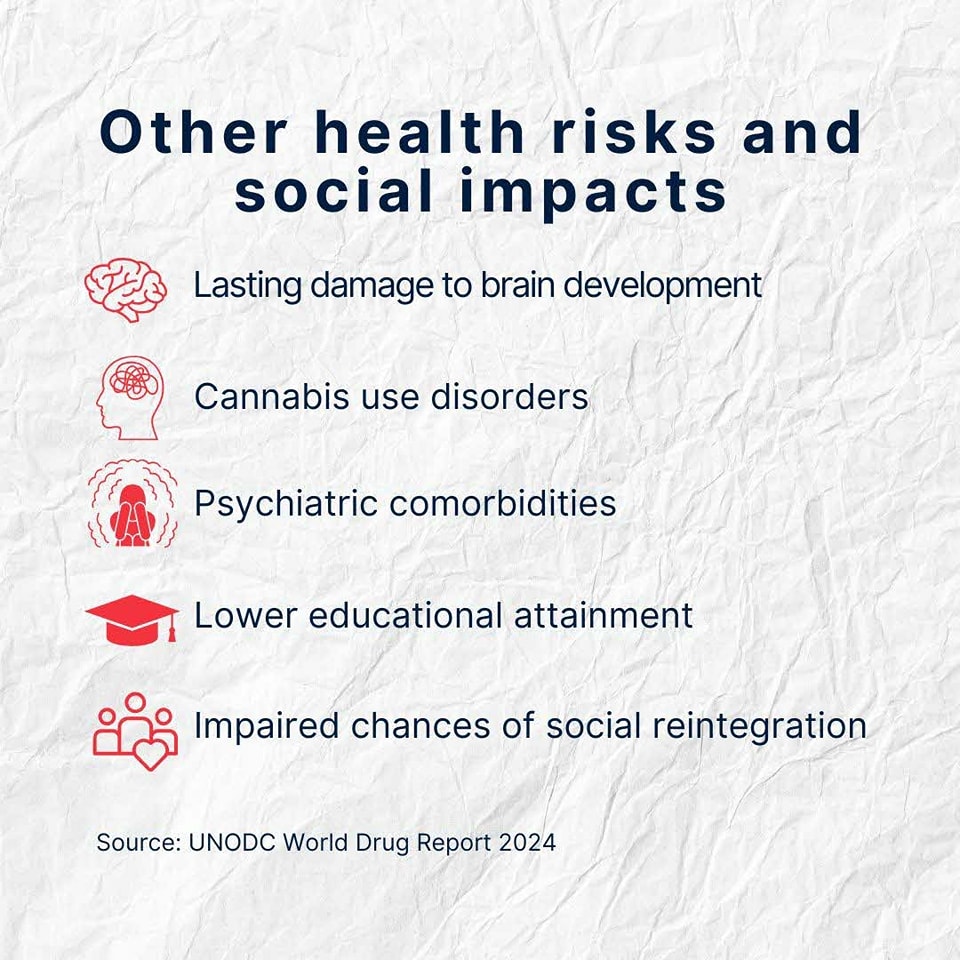 Other health risks and
social impacts
Lasting damage to brain development
Cannabis use disorders
Psychiatric comorbidities
Lower educational attainment
Impaired chances of social reintegration
Source: UNODC World Drug Report 2024